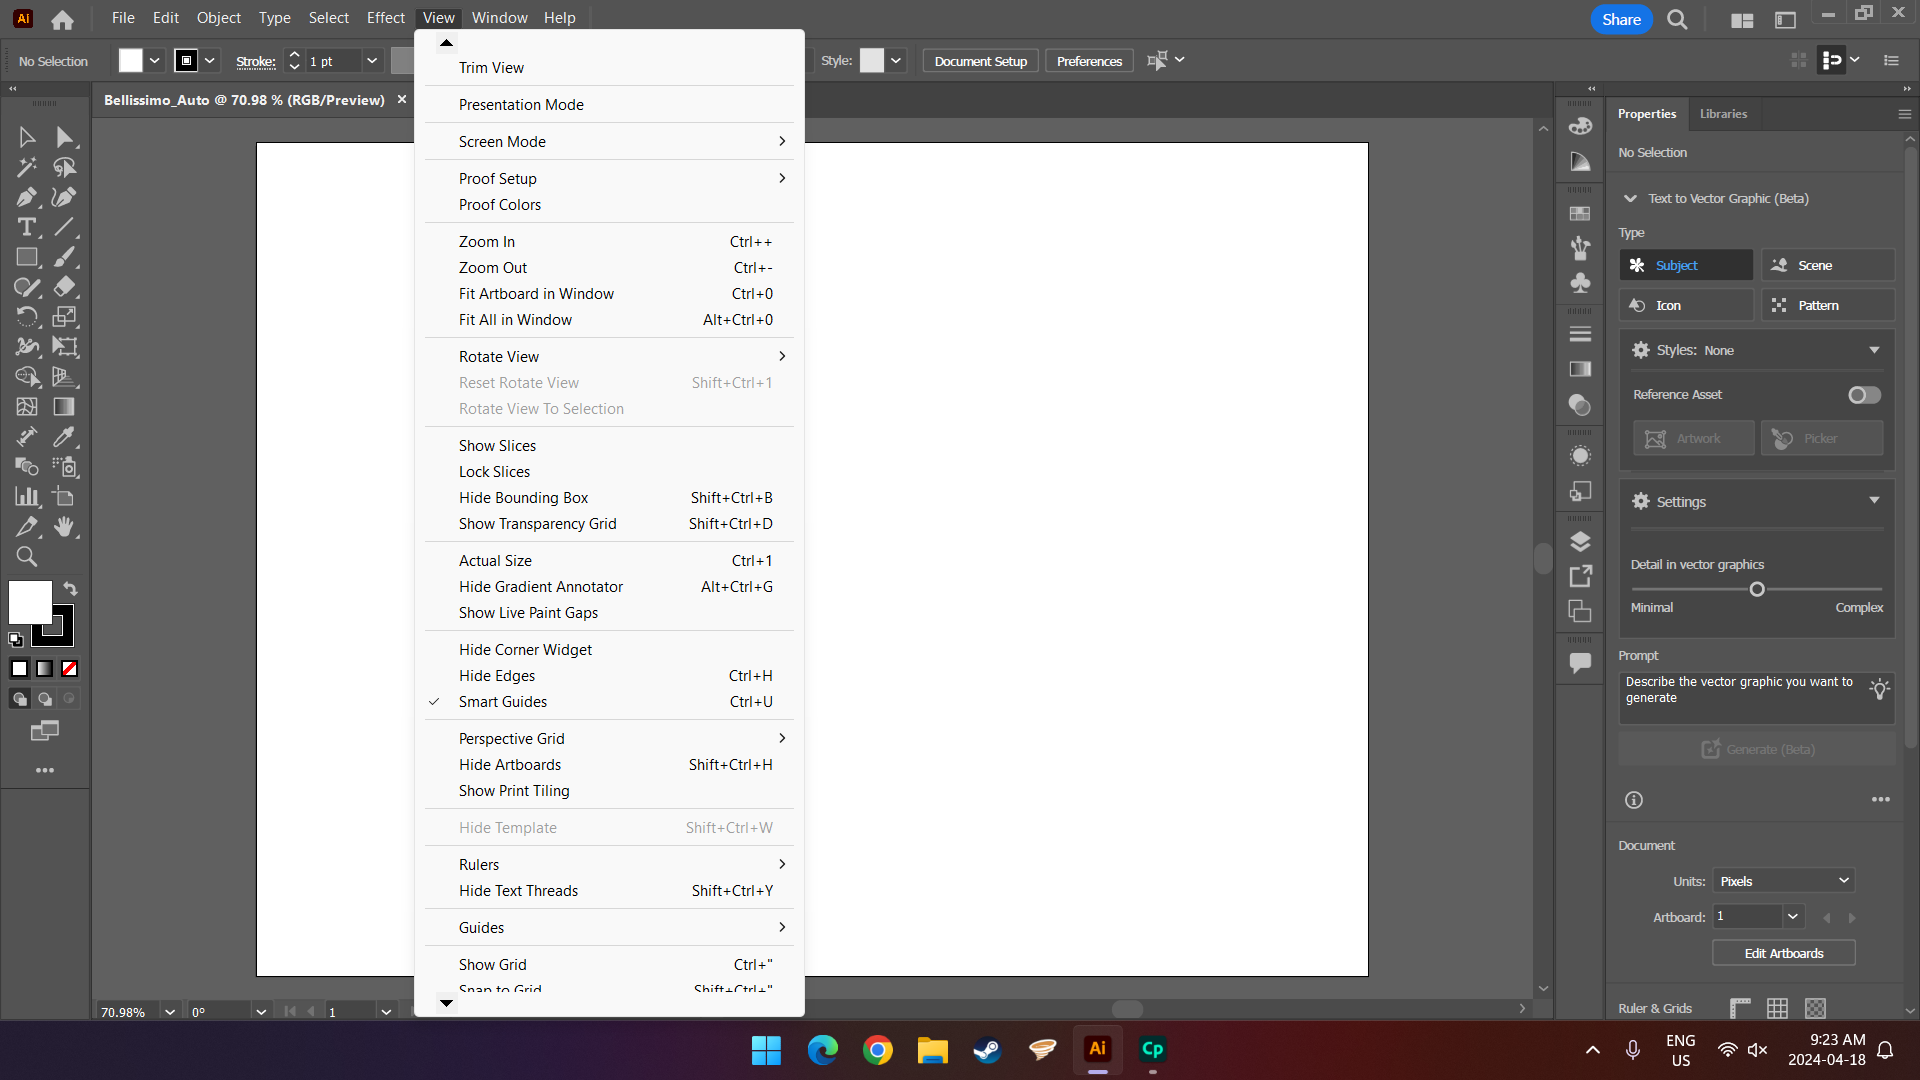 Ai File Edit Object Type Select Effect View Window Help Share
No Selection Stroke: 1 pt Style: Document Setup Preferences
Bellissimo_Auto @ 70.98 % (RGB/Preview)
Trim View
Presentation Mode
Screen Mode
Proof Setup
Proof Colors
Zoom In Ctrl++
Zoom Out Ctrl+-
Fit Artboard in Window Ctrl+0
Fit All in Window Alt+Ctrl+0
Rotate View
Reset Rotate View Shift+Ctrl+1
Rotate View To Selection
Show Slices
Lock Slices
Hide Bounding Box Shift+Ctrl+B
Show Transparency Grid Shift+Ctrl+D
Actual Size Ctrl+1
Hide Gradient Annotator Alt+Ctrl+G
Show Live Paint Gaps
Hide Corner Widget
Hide Edges Ctrl+H
Smart Guides Ctrl+U
Perspective Grid
Hide Artboards Shift+Ctrl+H
Show Print Tiling
Hide Template Shift+Ctrl+W
Rulers
Hide Text Threads Shift+Ctrl+Y
Guides
Show Grid Ctrl+"
Snap to Grid Shift+Ctrl+"
Properties Libraries
No Selection
Text to Vector Graphic (Beta)
Type
Subject Scene
Icon Pattern
Styles: None
Reference Asset
Artwork Picker
Settings
Detail in vector graphics
Minimal Complex
Prompt
Describe the vector graphic you want to
generate
Generate (Beta)
Document
Units: Pixels
Artboard: 1
Edit Artboards
Ruler & Grids
70.98% 0° 1
Ai Cp
ENG
US
9:23 AM
2024-04-18